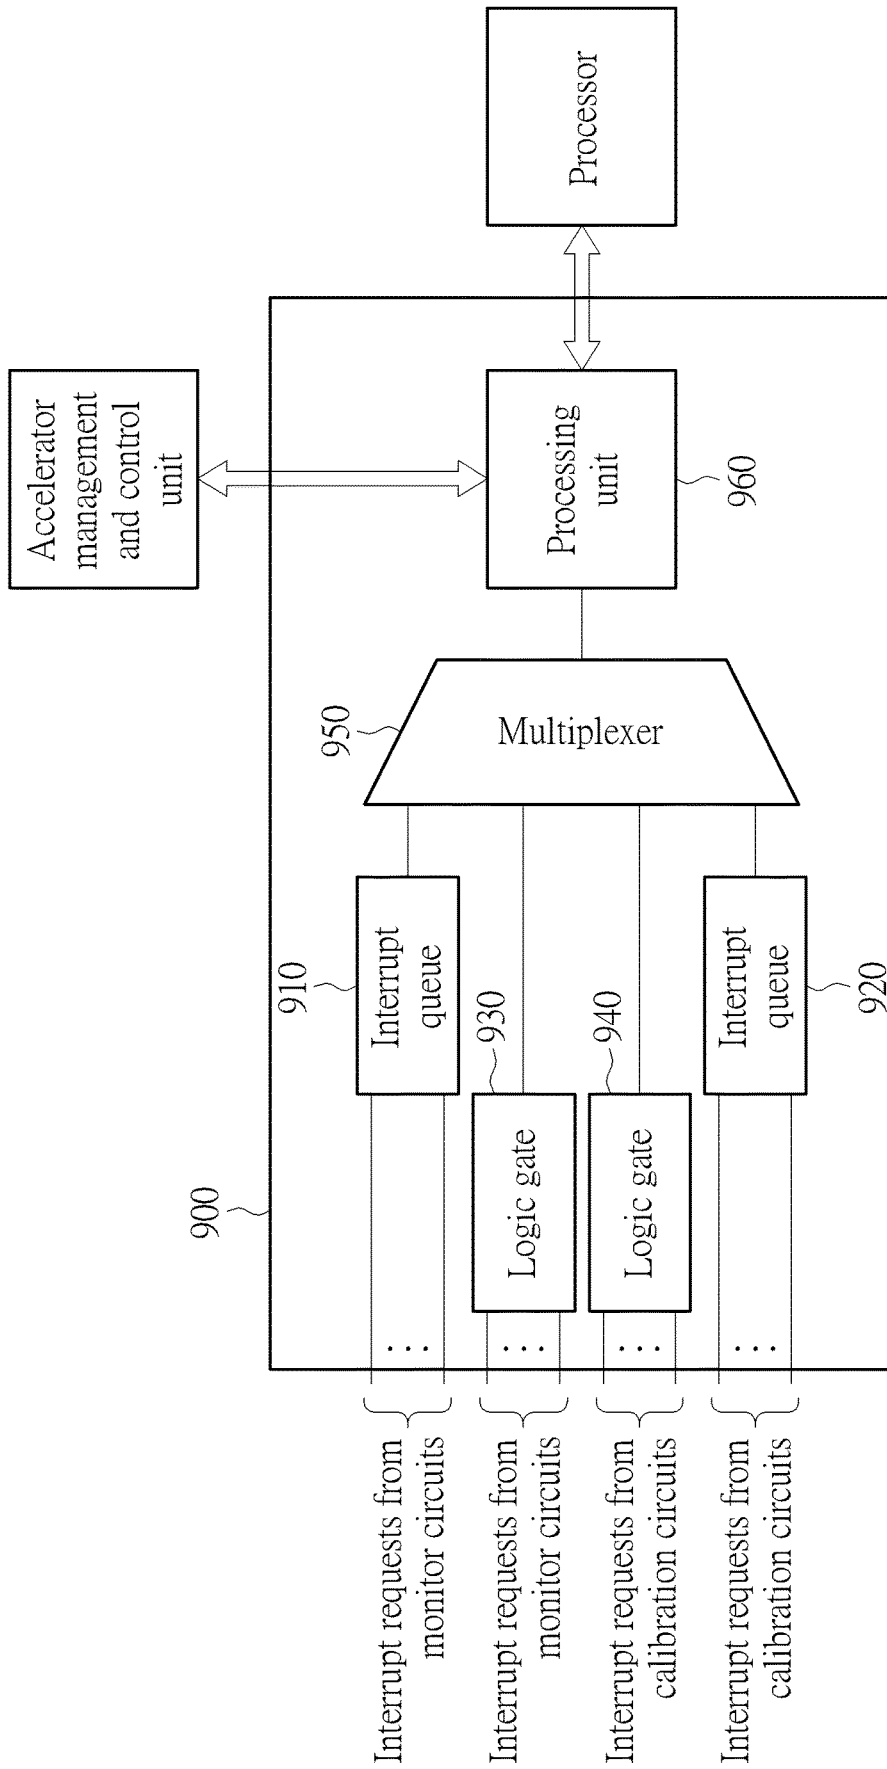 Accelerator
management
and control
unit
Processor
Processing
unit
960
950
Multiplexer
910
Interrupt
queue
930
Logic gate
940
Logic gate
Interrupt
queue
920
900
...
...
...
...
Interrupt requests from
monitor circuits
Interrupt requests from
monitor circuits
Interrupt requests from
calibration circuits
Interrupt requests from
calibration circuits